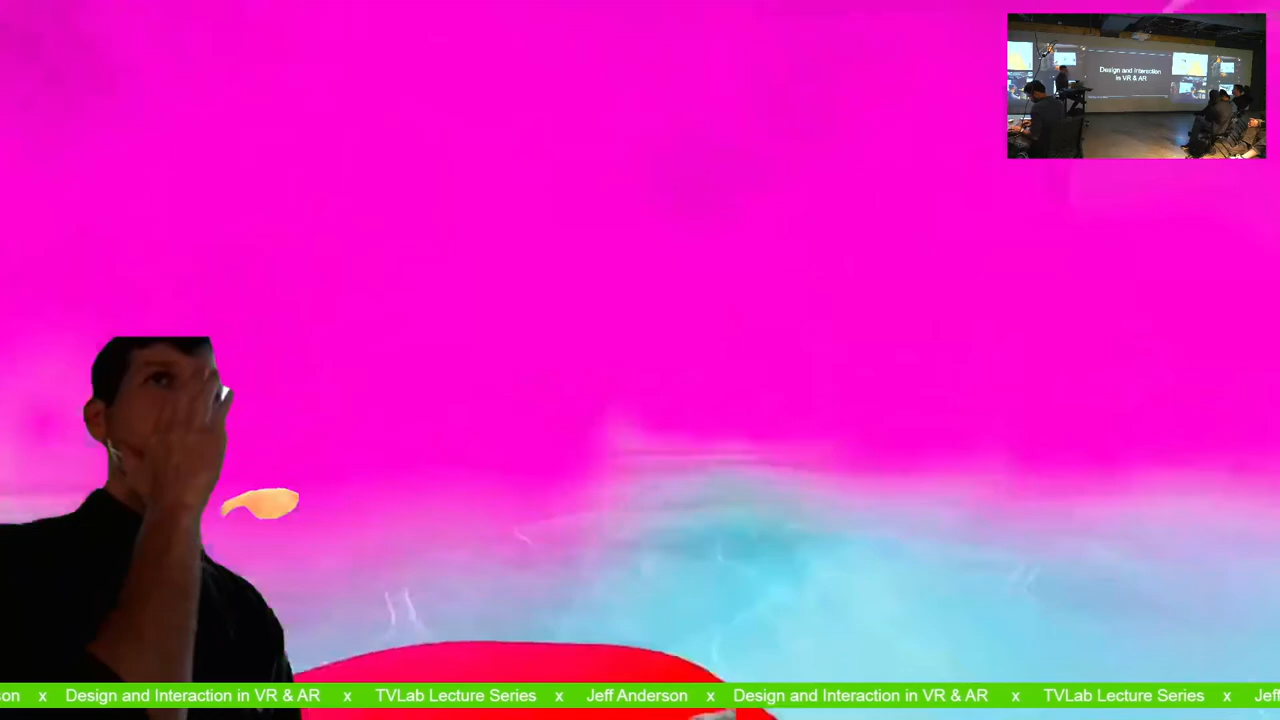 Design and Interaction
in VR & AR
on x Design and Interaction in VR & AR x TVLab Lecture Series x Jeff Anderson x Design and Interaction in VR & AR x TVLab Lecture Series x Jeff